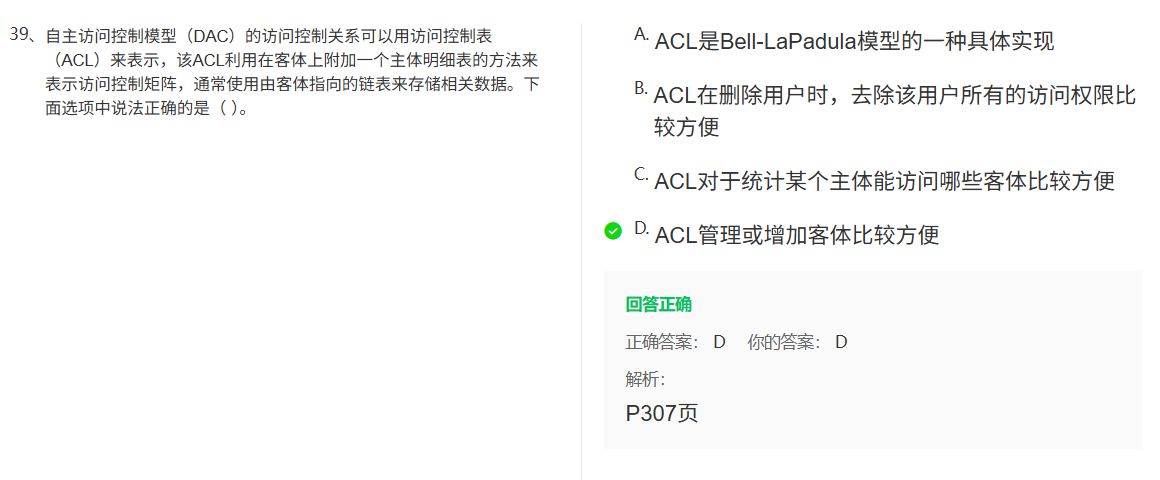 39、自主访问控制模型（DAC）的访问控制关系可以用访问控制表
（ACL）来表示，该ACL利用在客体上附加一个主体明细表的方法来
表示访问控制矩阵，通常使用由客体指向的链表来存储相关数据。下
面选项中说法正确的是（ ）。
A. ACL是Bell-LaPadula模型的一种具体实现
B. ACL在删除用户时，去除该用户所有的访问权限比
较方便
C. ACL对于统计某个主体能访问哪些客体比较方便
D. ACL管理或增加客体比较方便
回答正确
正确答案： D 你的答案： D
解析：
P307页